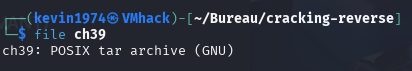 ┌──(kevin1974㉿VMhack)-[~/Bureau/cracking-reverse]
└─$ file ch39
ch39: POSIX tar archive (GNU)